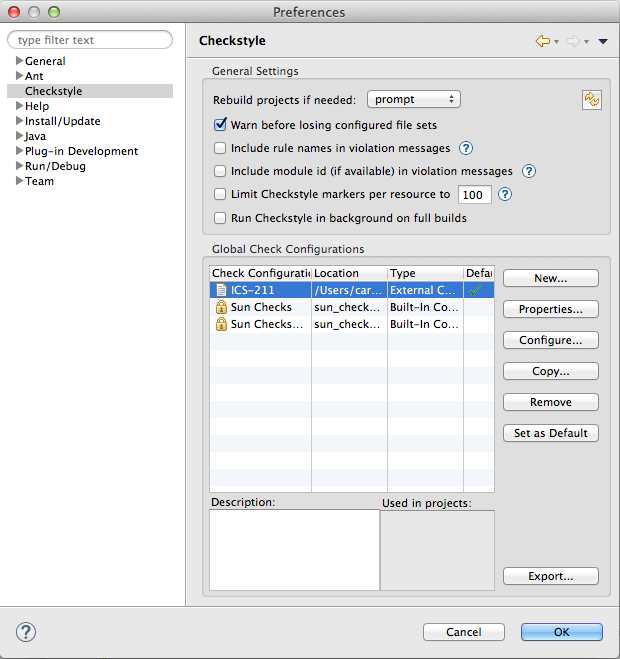 Preferences
type filter text
General
Ant
Checkstyle
Help
Install/Update
Java
Plug-in Development
Run/Debug
Team
Checkstyle
General Settings
Rebuild projects if needed: prompt
Warn before losing configured file sets
Include rule names in violation messages ?
Include module id (if available) in violation messages ?
Limit Checkstyle markers per resource to 100 ?
Run Checkstyle in background on full builds
Global Check Configurations
Check Configuratio Location Type Defau
ICS-211 /Users/car... External C...
Sun Checks sun_check... Built-In Co...
Sun Checks... sun_check... Built-In Co...
New...
Properties...
Configure...
Copy...
Remove
Set as Default
Description: Used in projects:
Export...
? Cancel OK